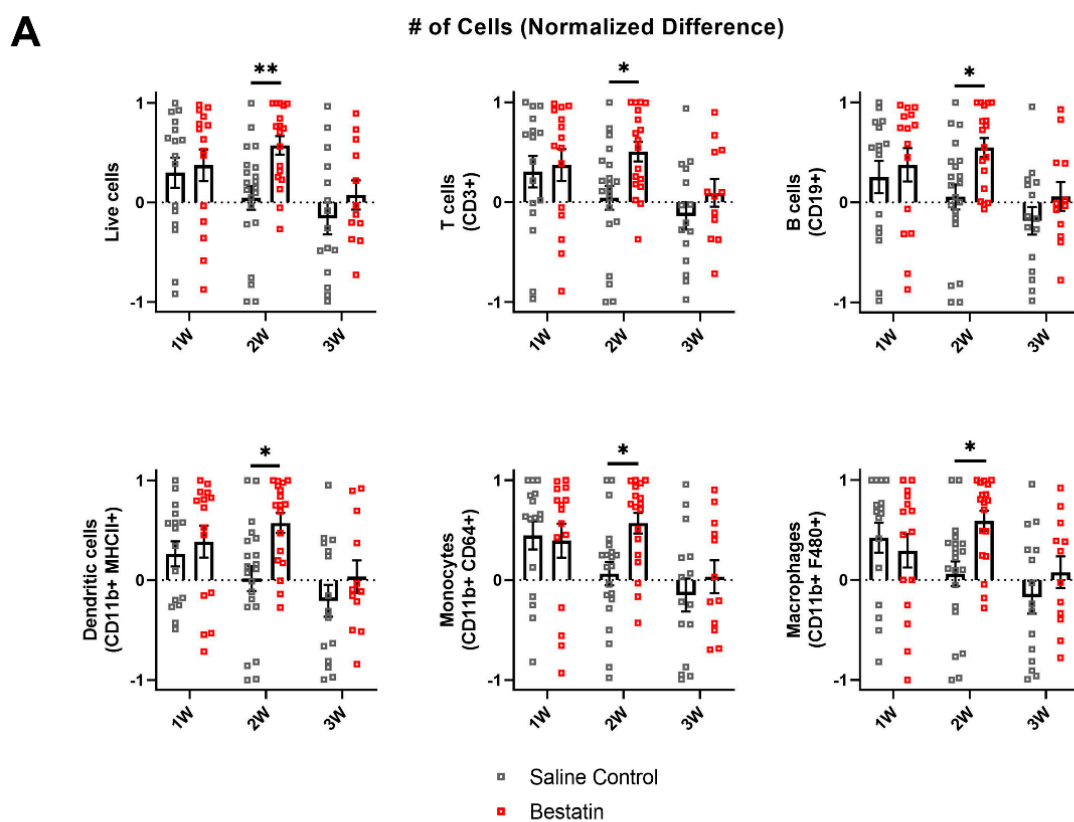 A
# of Cells (Normalized Difference)
**
*
*
1
0
-1
Live cells
1W
2W
3W
1
0
-1
T cells
(CD3+)
1W
2W
3W
1
0
-1
B cells
(CD19+)
1W
2W
3W
*
*
*
1
0
-1
Dendritic cells
(CD11b+ MHCII+)
1W
2W
3W
1
0
-1
Monocytes
(CD11b+ CD64+)
1W
2W
3W
1
0
-1
Macrophages
(CD11b+ F480+)
1W
2W
3W
Saline Control
Bestatin